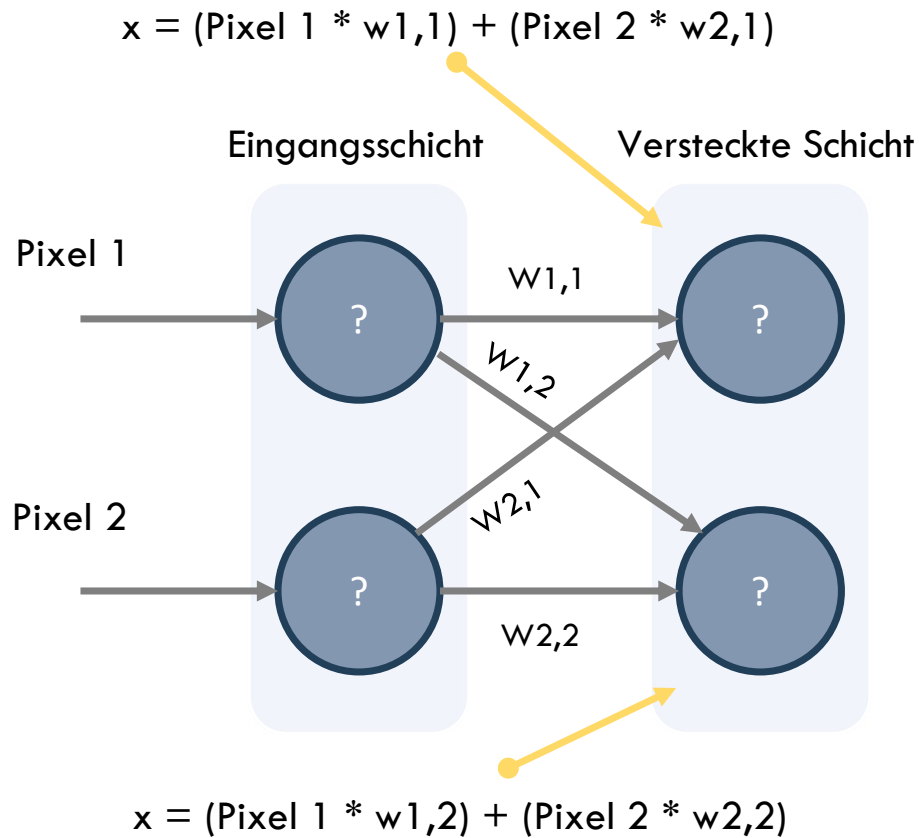 x = (Pixel 1 * w1,1) + (Pixel 2 * w2,1)
Eingangsschicht
Versteckte Schicht
Pixel 1
W1,1
?
?
W1,2
W2,1
Pixel 2
?
?
W2,2
x = (Pixel 1 * w1,2) + (Pixel 2 * w2,2)